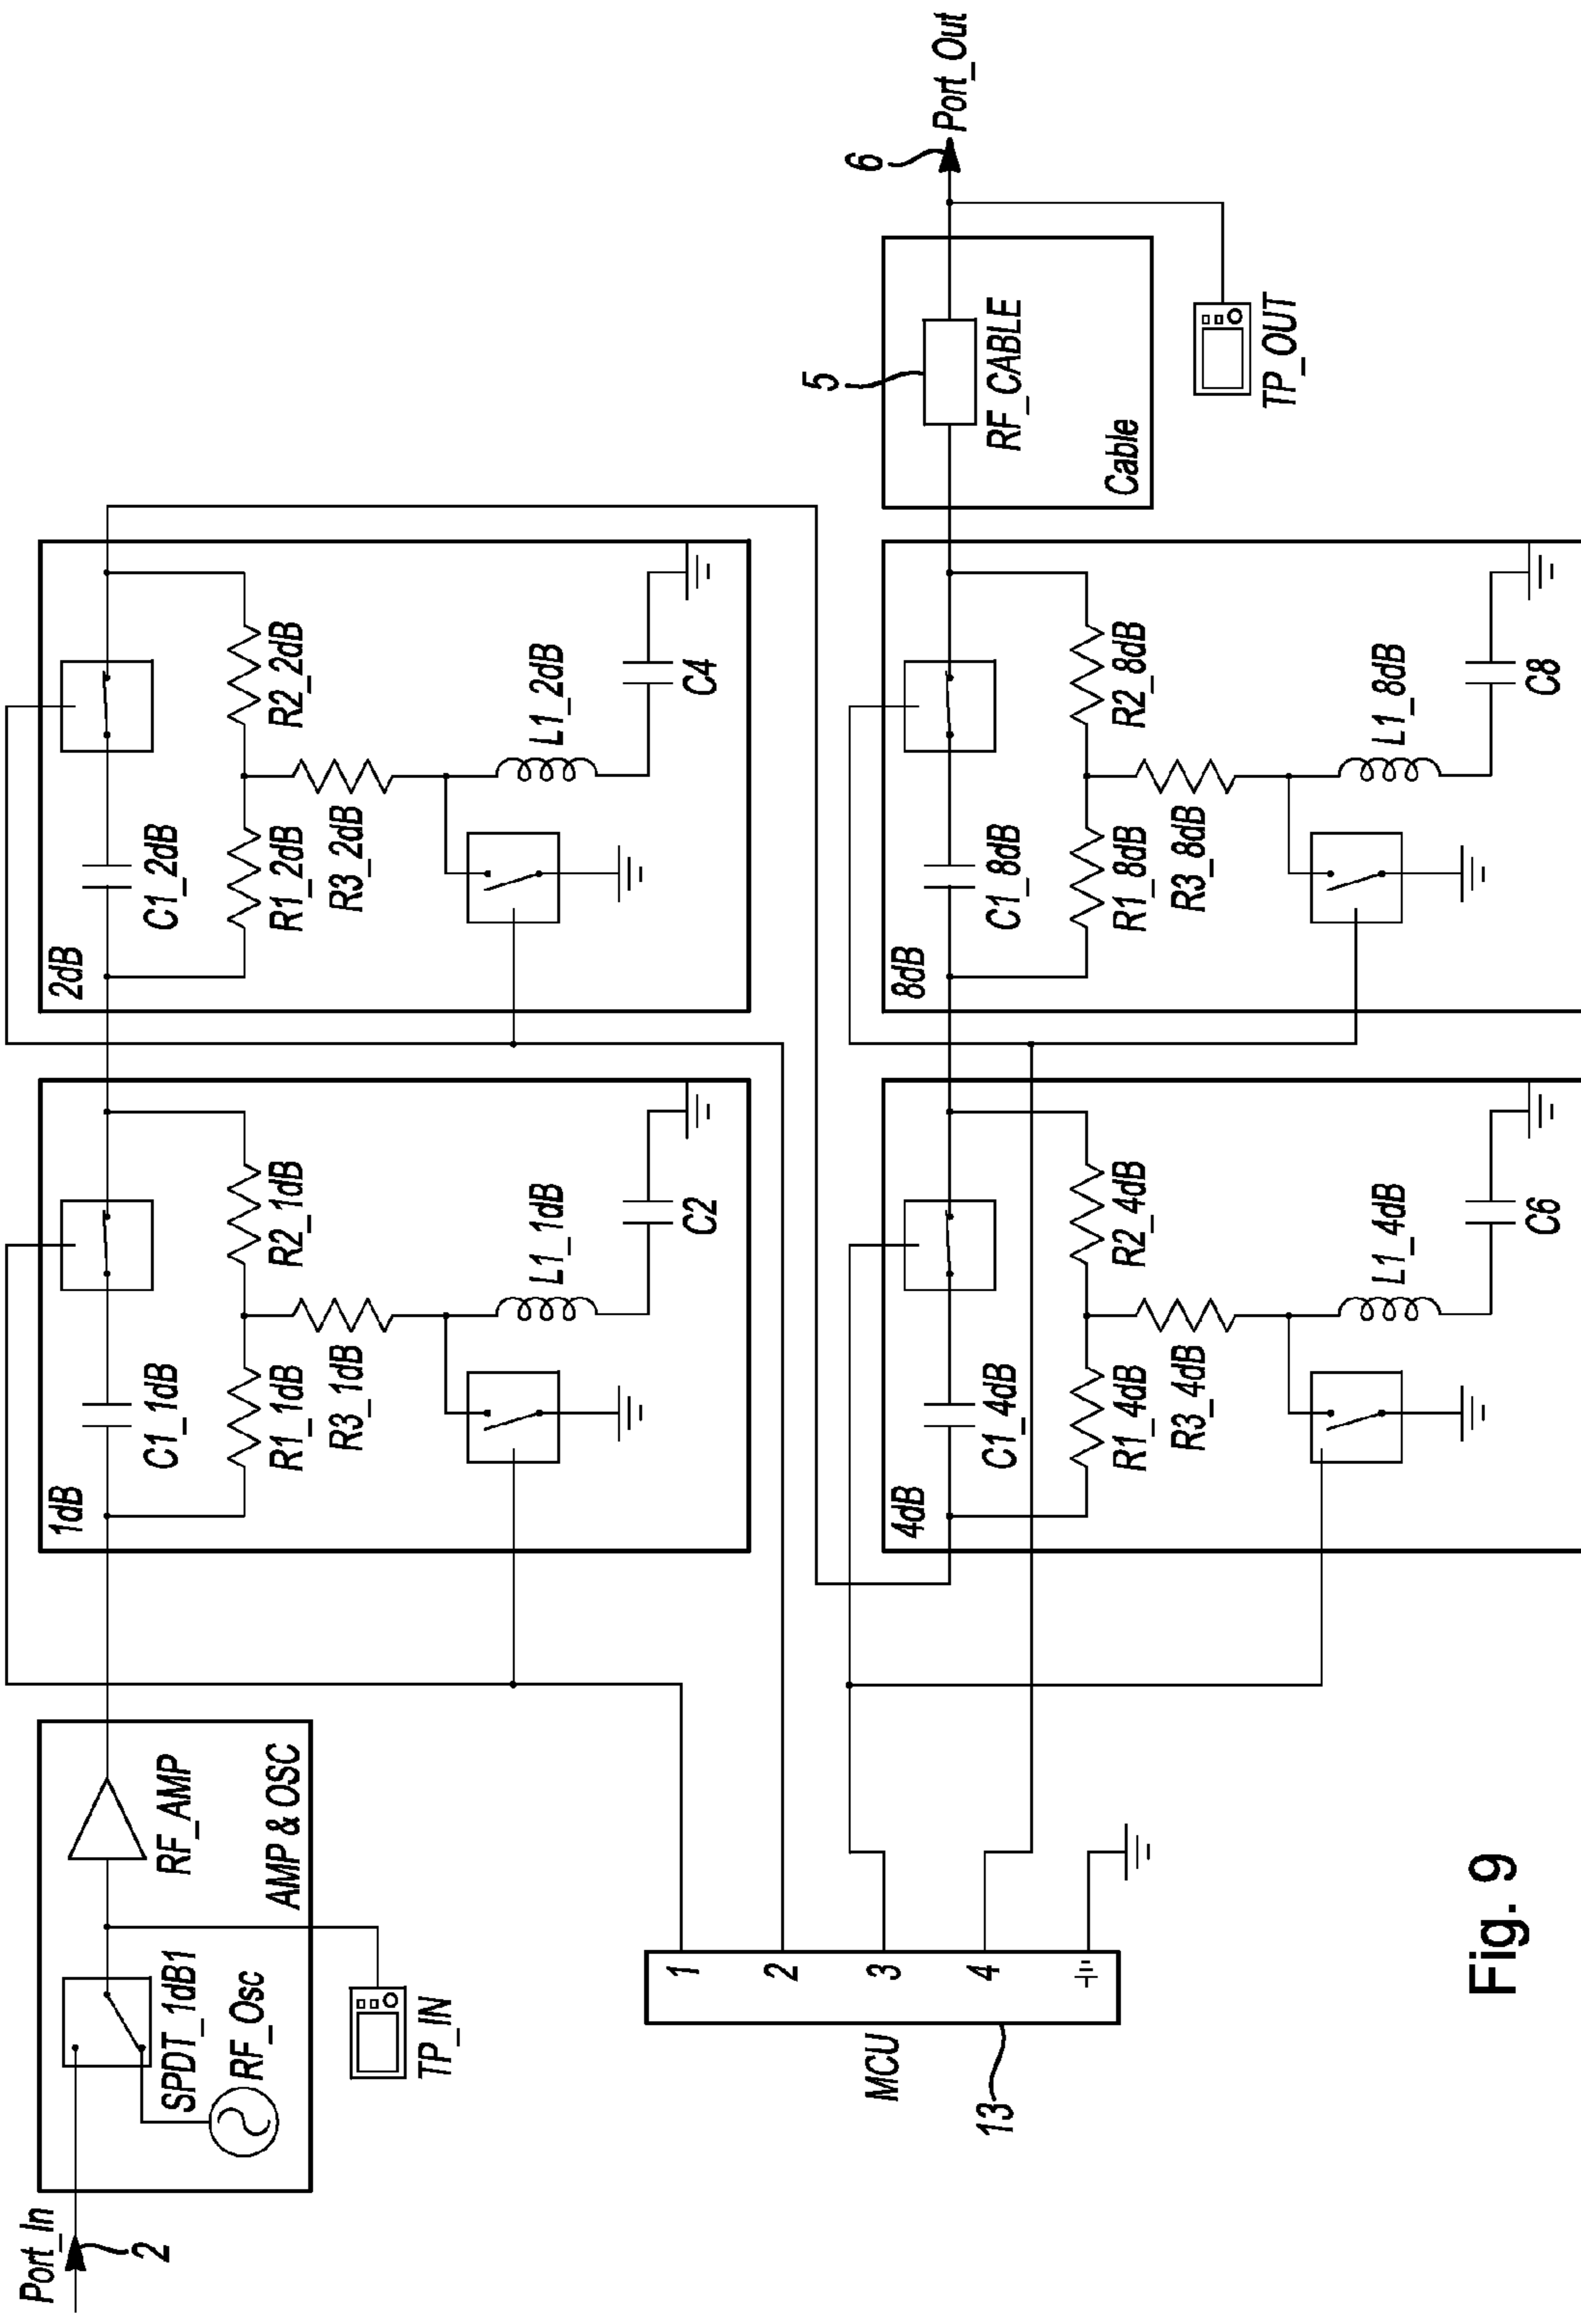 Port_In
2
SPDT_1dB1
RF_Osc
RF_AMP
AMP & OSC
TP_IN
1dB
C1_1dB
R1_1dB
R2_1dB
R3_1dB
L1_1dB
C2
2dB
C1_2dB
R1_2dB
R2_2dB
R3_2dB
L1_2dB
C4
MCU
13
1
2
3
4
4dB
C1_4dB
R1_4dB
R2_4dB
R3_4dB
L1_4dB
C6
8dB
C1_8dB
R1_8dB
R2_8dB
R3_8dB
L1_8dB
C8
5
RF_CABLE
Cable
6
Port_Out
TP_OUT
Fig. 9